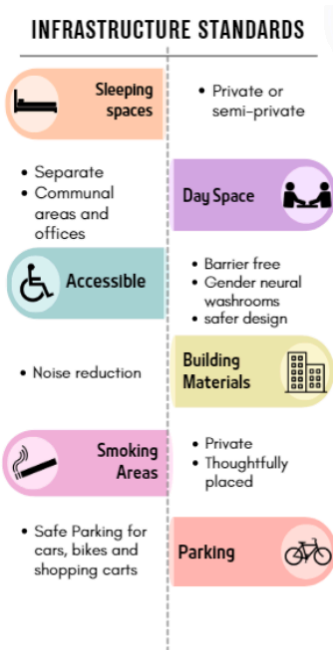 INFRASTRUCTURE STANDARDS
Sleeping
spaces
• Private or
semi-private
• Separate
• Communal
areas and
offices
Day Space
Accessible
• Barrier free
• Gender neural
washrooms
• safer design
• Noise reduction
Building
Materials
Smoking
Areas
• Private
• Thoughtfully
placed
• Safe Parking for
cars, bikes and
shopping carts
Parking